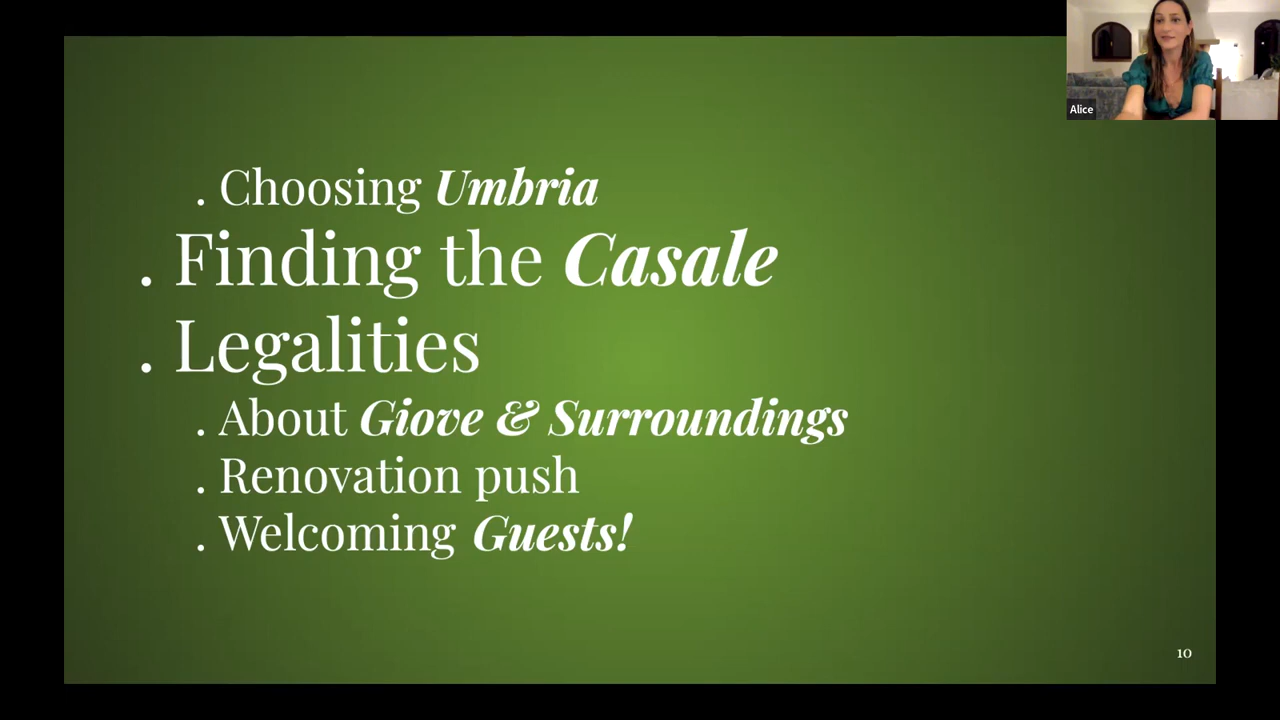 Alice
. Choosing Umbria
. Finding the Casale
. Legalities
. About Giove & Surroundings
. Renovation push
. Welcoming Guests!
10